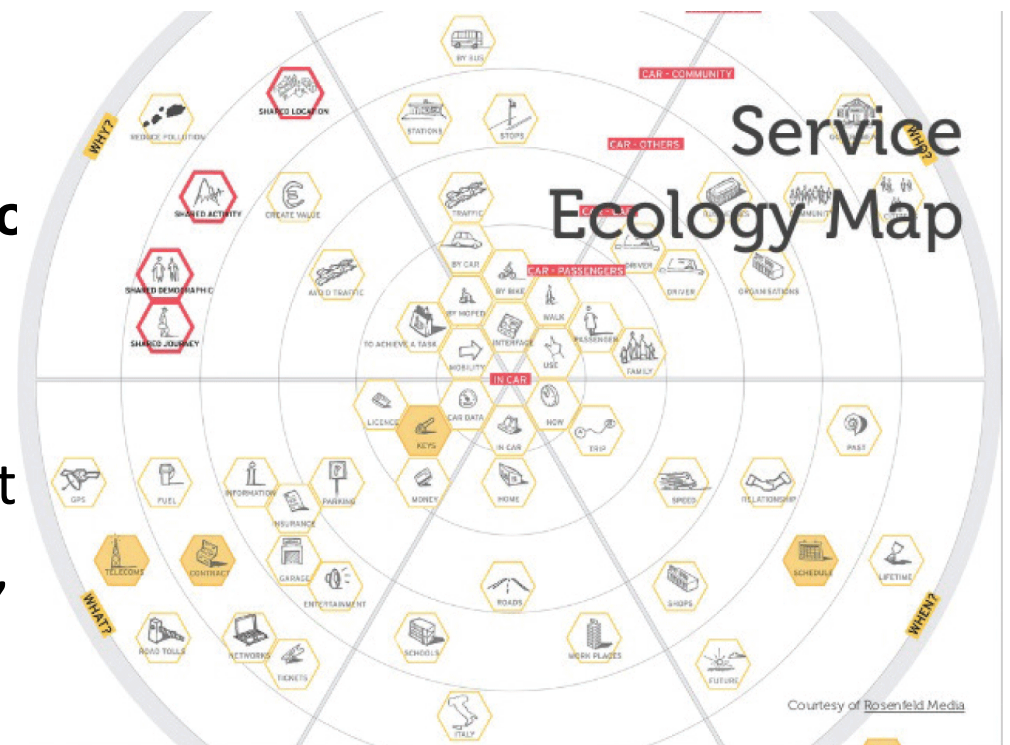 BY BUS
CAR - COMMUNITY
SHARED LOCATION
Service
WHY?
REDUCE POLLUTION
STATIONS
STOPS
WHO?
CAR - OTHERS
SHARED ACTIVITY
CREATE VALUE
TRAFFIC
COMMUNITY
Ecology Map
BY CAR
DRIVER
CAR - PASSENGERS
SHARED DEMOGRAPHIC
AVOID TRAFFIC
BY BIKE
DRIVER
ORGANISATIONS
BY MOPED
WALK
SHARED JOURNEY
TO ACHIEVE A TASK
INTERFACE
PASSENGER
MOBILITY
USE
FAMILY
IN CAR
LICENCE
CAR DATA
NOW
KEYS
IN CAR
TRIP
PAST
GPS
FUEL
INFORMATION
PARKING
MONEY
HOME
SPEED
RELATIONSHIP
t
INSURANCE
TELECOMS
CONTRACT
GARAGE
SCHEDULE
LIFETIME
,
ENTERTAINMENT
ROADS
SHOPS
WHAT?
WHEN?
ROAD TOLLS
NETWORKS
SCHOOLS
WORK PLACES
TICKETS
FUTURE
Courtesy of Rosenfeld Media
ITALY